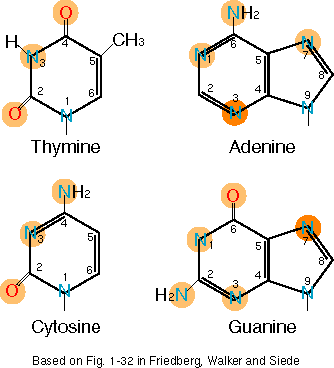 O
4
CH3
H
N
3
5
2
6
O
1
N
Thymine
NH2
6
N
1
5
N
7
8
2
4
3
N
9
N
Adenine
NH2
4
N
3
5
2
6
O
1
N
Cytosine
O
6
N
1
5
N
7
8
2
4
H2N
3
N
9
N
Guanine
Based on Fig. 1-32 in Friedberg, Walker and Siede